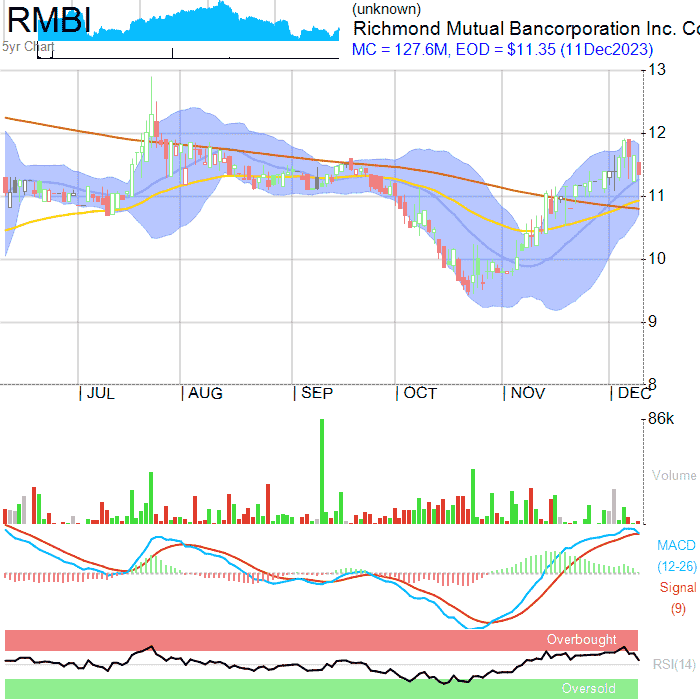 RMBI
(unknown)
Richmond Mutual Bancorporation Inc. Co
5yr Chart
MC = 127.6M, EOD = $11.35 (11Dec2023)
13
12
11
10
9
8
JUL
AUG
SEP
OCT
NOV
DEC
86k
Volume
MACD
(12-26)
Signal
(9)
Overbought
RSI(14)
Oversold